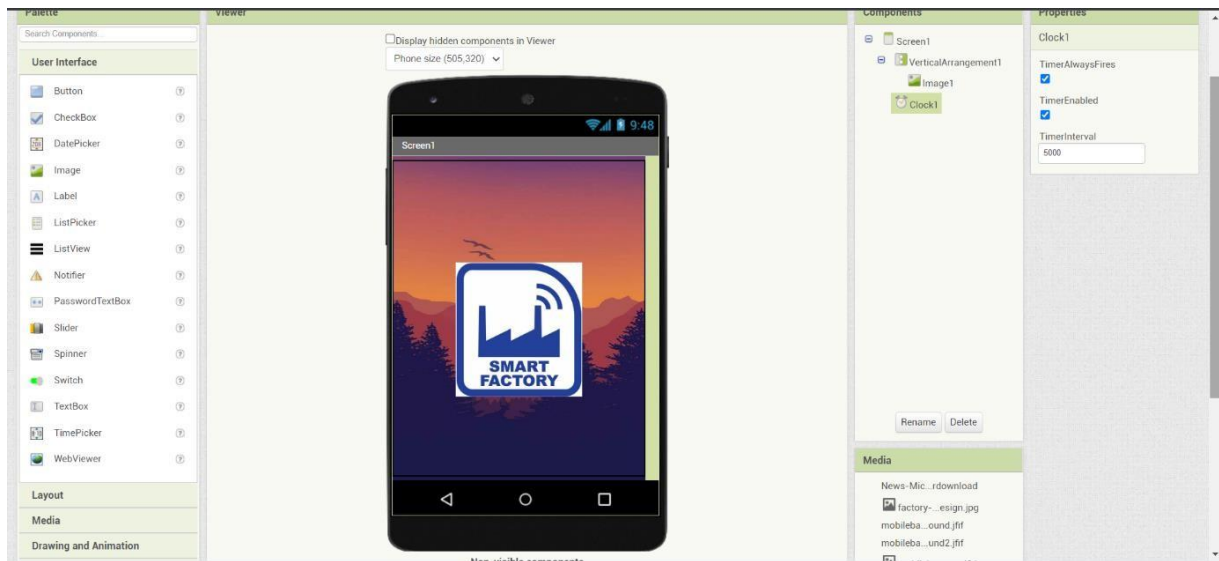 Palette
Viewer
Components
Properties
Search Components...
User Interface
Button
CheckBox
DatePicker
Image
Label
ListPicker
ListView
Notifier
PasswordTextBox
Slider
Spinner
Switch
TextBox
TimePicker
WebViewer
Layout
Media
Drawing and Animation
Display hidden components in Viewer
Phone size (505,320)
9:48
Screen1
SMART
FACTORY
Non-visible components
Screen1
VerticalArrangement1
Image1
Clock1
Rename Delete
Media
News-Mic...rdownload
factory-...esign.jpg
mobileba...ound.jfif
mobileba...und2.jfif
Clock1
TimerAlwaysFires
TimerEnabled
TimerInterval
5000